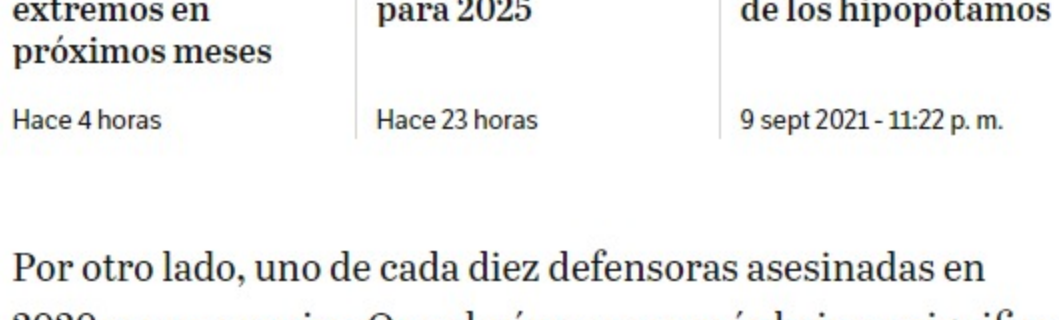 extremos en
próximos meses
Hace 4 horas
para 2025
Hace 23 horas
de los hipopótamos
9 sept 2021 - 11:22 p. m.
Por otro lado, uno de cada diez defensoras asesinadas en
2020